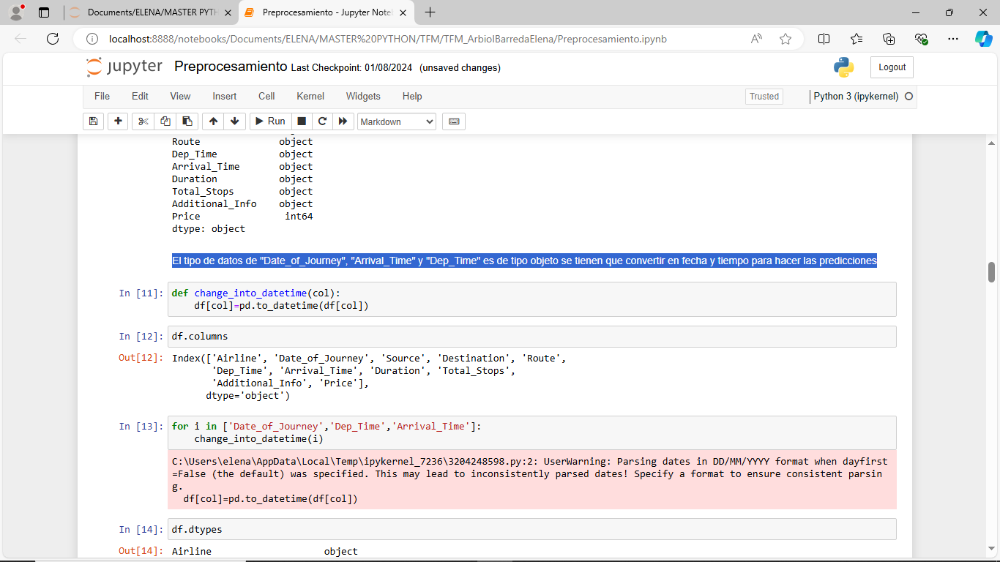 Documents/ELENA/MASTER PYTH
Preprocesamiento - Jupyter Note
localhost:8888/notebooks/Documents/ELENA/MASTER%20PYTHON/TFM/TFM_ArbiolBarredaElena/Preprocesamiento.ipynb
jupyter Preprocesamiento Last Checkpoint: 01/08/2024 (unsaved changes)
Logout
File Edit View Insert Cell Kernel Widgets Help
Trusted
Python 3 (ipykernel)
Run
Markdown
Route object
Dep_Time object
Arrival_Time object
Duration object
Total_Stops object
Additional_Info object
Price int64
dtype: object
El tipo de datos de "Date_of_Journey", "Arrival_Time" y "Dep_Time" es de tipo objeto se tienen que convertir en fecha y tiempo para hacer las predicciones
In [11]: def change_into_datetime(col):
df[col]=pd.to_datetime(df[col])
In [12]: df.columns
Out[12]: Index(['Airline', 'Date_of_Journey', 'Source', 'Destination', 'Route',
'Dep_Time', 'Arrival_Time', 'Duration', 'Total_Stops',
'Additional_Info', 'Price'],
dtype='object')
In [13]: for i in ['Date_of_Journey','Dep_Time','Arrival_Time']:
change_into_datetime(i)
C:\Users\elena\AppData\Local\Temp\ipykernel_7236\3204248598.py:2: UserWarning: Parsing dates in DD/MM/YYYY format when dayfirst
=False (the default) was specified. This may lead to inconsistently parsed dates! Specify a format to ensure consistent parsin
g.
df[col]=pd.to_datetime(df[col])
In [14]: df.dtypes
Out[14]: Airline object